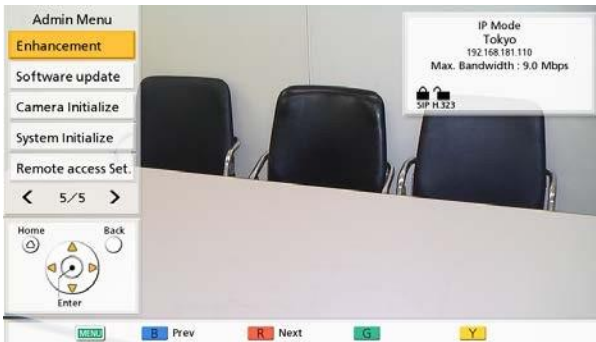 Admin Menu
Enhancement
Software update
Camera Initialize
System Initialize
Remote access Set.
< 5/5 >
Home Back
Enter
IP Mode
Tokyo
192.168.181.110
Max. Bandwidth : 9.0 Mbps
SIP H.323
MENU B Prev R Next G Y